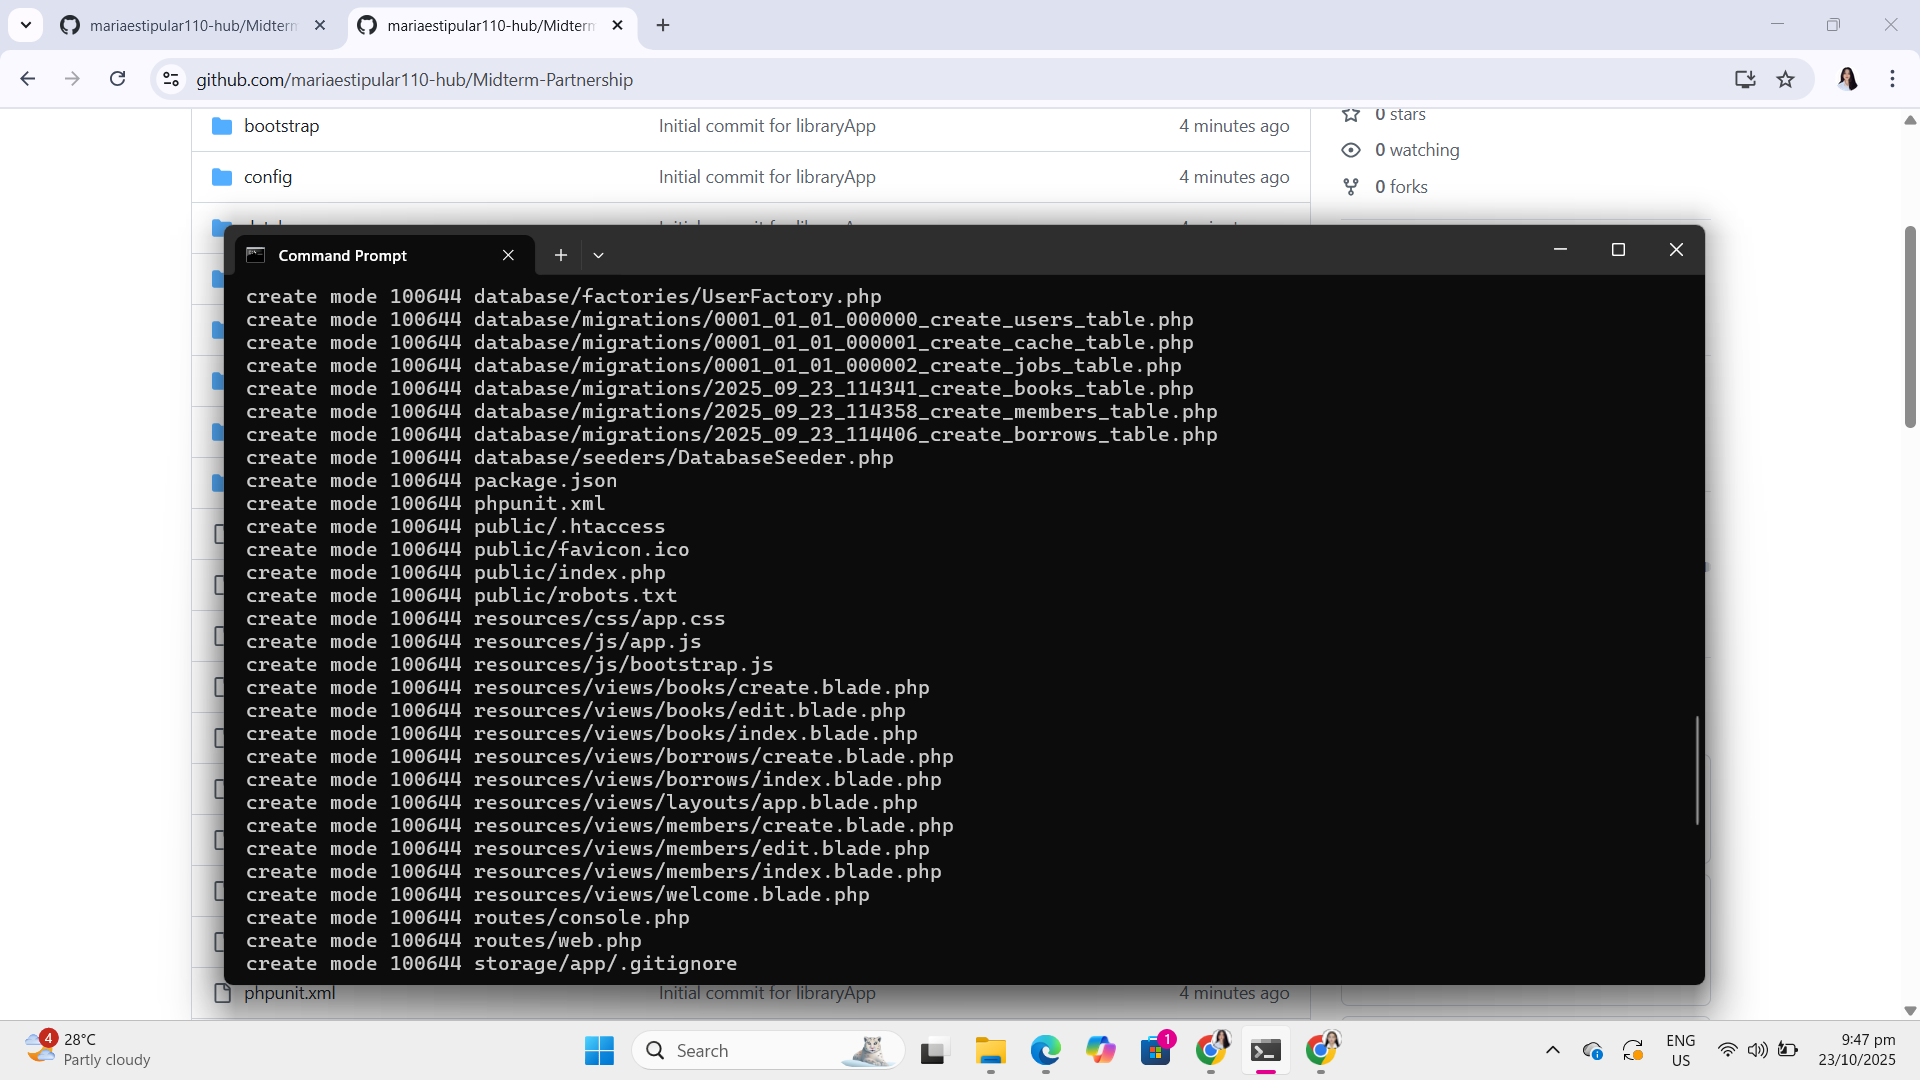 mariaestipular110-hub/Midterm
mariaestipular110-hub/Midterm
github.com/mariaestipular110-hub/Midterm-Partnership
bootstrap Initial commit for libraryApp 4 minutes ago
0 stars
0 watching
config Initial commit for libraryApp 4 minutes ago
0 forks
Command Prompt
create mode 100644 database/factories/UserFactory.php
create mode 100644 database/migrations/0001_01_01_000000_create_users_table.php
create mode 100644 database/migrations/0001_01_01_000001_create_cache_table.php
create mode 100644 database/migrations/0001_01_01_000002_create_jobs_table.php
create mode 100644 database/migrations/2025_09_23_114341_create_books_table.php
create mode 100644 database/migrations/2025_09_23_114358_create_members_table.php
create mode 100644 database/migrations/2025_09_23_114406_create_borrows_table.php
create mode 100644 database/seeders/DatabaseSeeder.php
create mode 100644 package.json
create mode 100644 phpunit.xml
create mode 100644 public/.htaccess
create mode 100644 public/favicon.ico
create mode 100644 public/index.php
create mode 100644 public/robots.txt
create mode 100644 resources/css/app.css
create mode 100644 resources/js/app.js
create mode 100644 resources/js/bootstrap.js
create mode 100644 resources/views/books/create.blade.php
create mode 100644 resources/views/books/edit.blade.php
create mode 100644 resources/views/books/index.blade.php
create mode 100644 resources/views/borrows/create.blade.php
create mode 100644 resources/views/borrows/index.blade.php
create mode 100644 resources/views/layouts/app.blade.php
create mode 100644 resources/views/members/create.blade.php
create mode 100644 resources/views/members/edit.blade.php
create mode 100644 resources/views/members/index.blade.php
create mode 100644 resources/views/welcome.blade.php
create mode 100644 routes/console.php
create mode 100644 routes/web.php
create mode 100644 storage/app/.gitignore
phpunit.xml Initial commit for libraryApp 4 minutes ago
4
28°C
Partly cloudy
Search
1
ENG
US
9:47 pm
23/10/2025